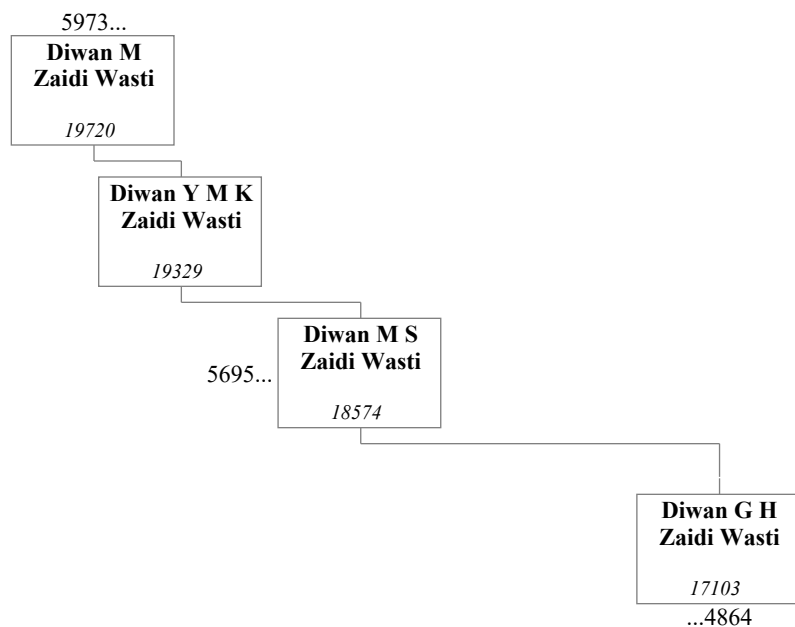 5973...
Diwan M
Zaidi Wasti
19720
Diwan Y M K
Zaidi Wasti
19329
Diwan M S
Zaidi Wasti
5695...
18574
Diwan G H
Zaidi Wasti
17103
...4864